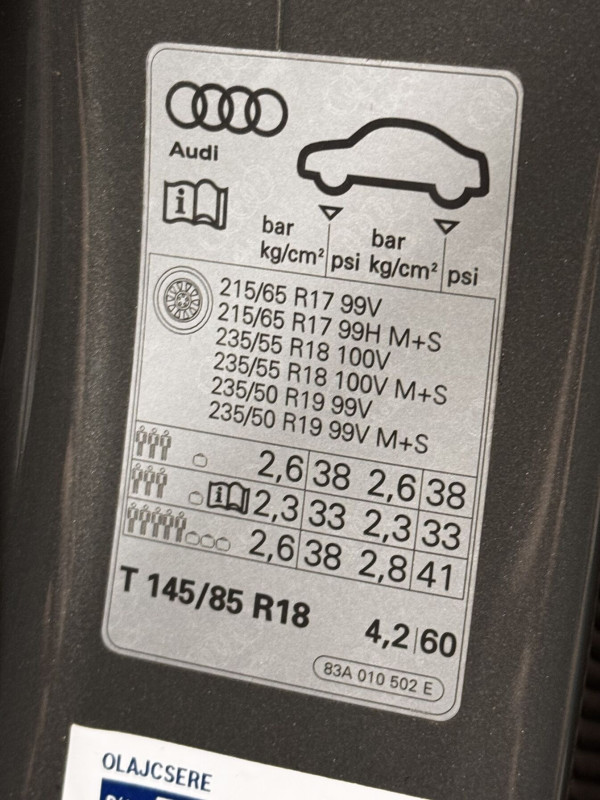 Audi
i
bar
kg/cm² psi
bar
kg/cm² psi
215/65 R17 99V
215/65 R17 99H M+S
235/55 R18 100V
235/55 R18 100V M+S
235/50 R19 99V
235/50 R19 99V M+S
2,6 38 2,6 38
i 2,3 33 2,3 33
2,6 38 2,8 41
T 145/85 R18 4,2 60
83A 010 502 E
OLAJCSERE